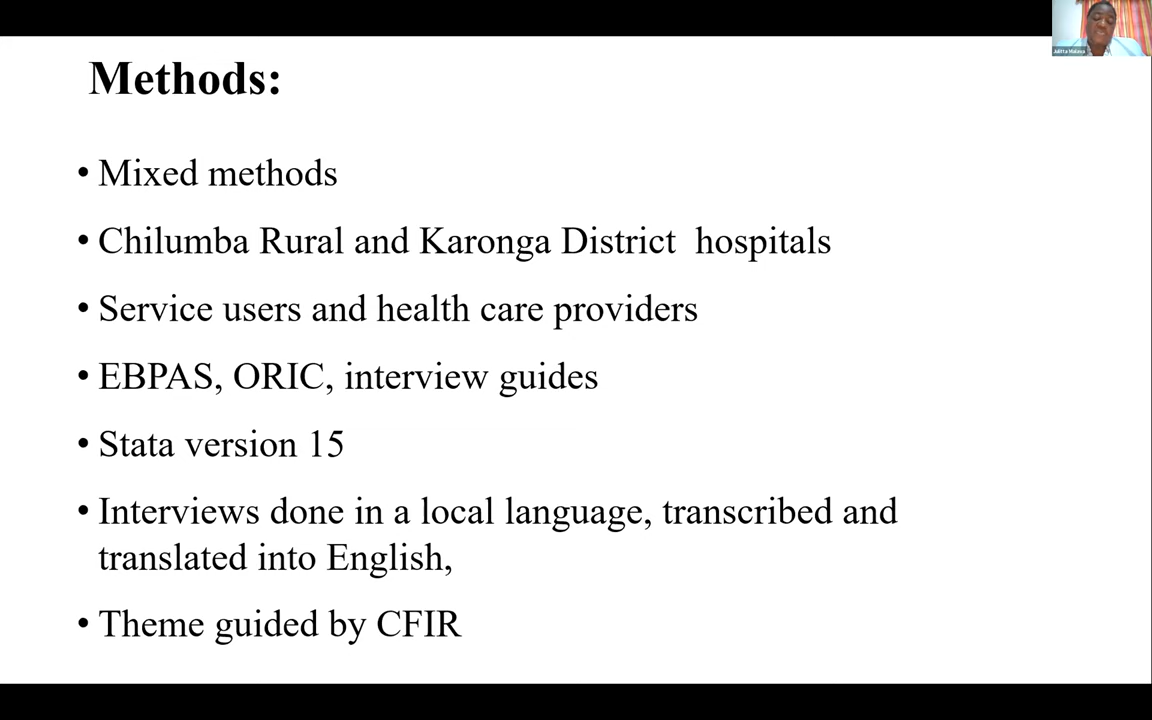 Methods:
• Mixed methods
• Chilumba Rural and Karonga District  hospitals
• Service users and health care providers
• EBPAS, ORIC, interview guides
• Stata version 15
• Interviews done in a local language, transcribed and
translated into English,
• Theme guided by CFIR